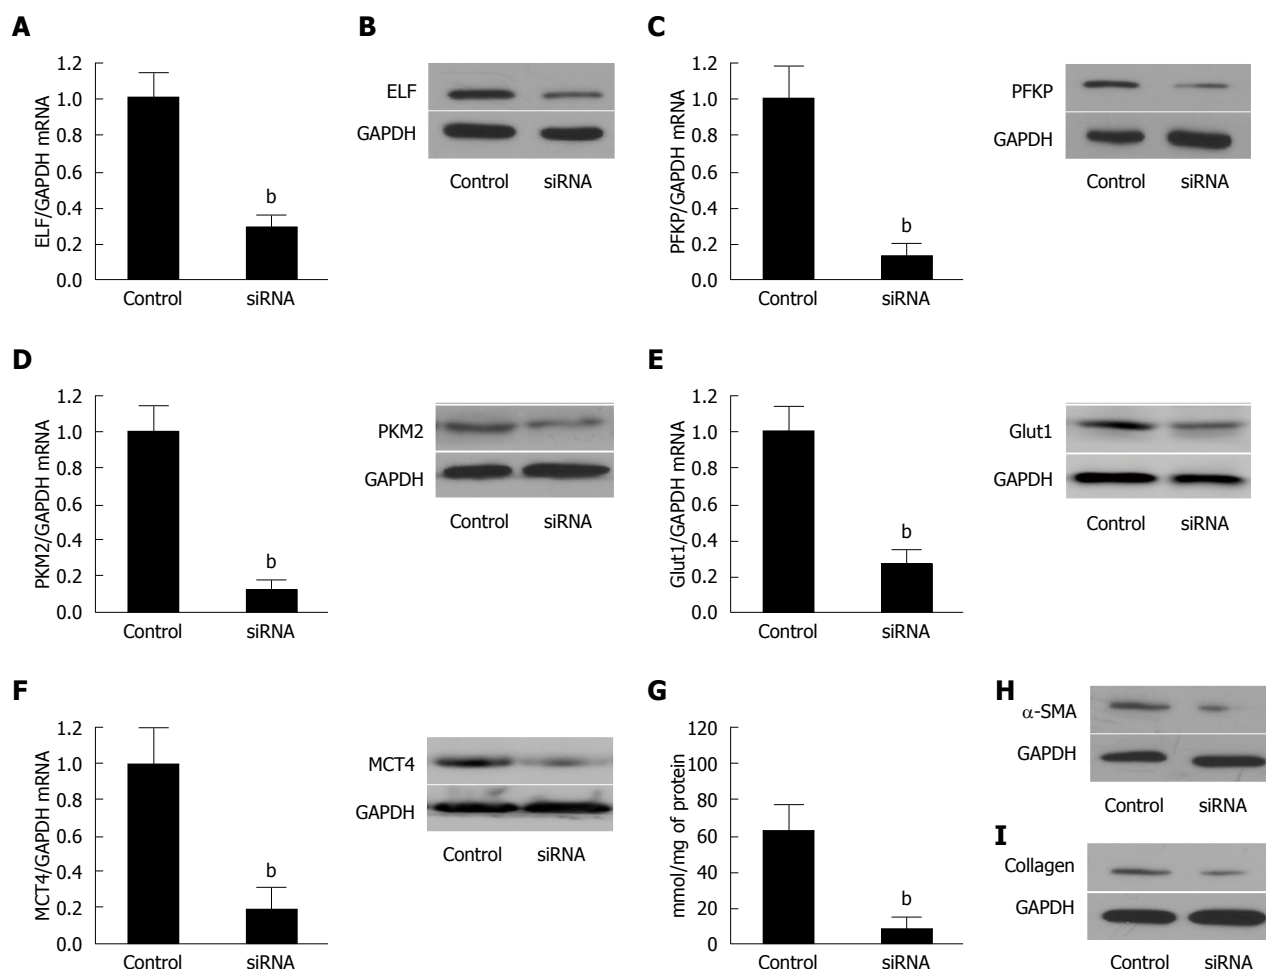 A
ELF/GAPDH mRNA
1.2
1.0
0.8
0.6
0.4
0.2
0.0
b
Control siRNA
B
ELF
GAPDH
Control siRNA
C
PFKP/GAPDH mRNA
1.2
1.0
0.8
0.6
0.4
0.2
0.0
b
Control siRNA
PFKP
GAPDH
Control siRNA
D
PKM2/GAPDH mRNA
1.2
1.0
0.8
0.6
0.4
0.2
0.0
b
Control siRNA
PKM2
GAPDH
Control siRNA
E
Glut1/GAPDH mRNA
1.2
1.0
0.8
0.6
0.4
0.2
0.0
b
Control siRNA
Glut1
GAPDH
Control siRNA
F
MCT4/GAPDH mRNA
1.2
1.0
0.8
0.6
0.4
0.2
0.0
b
Control siRNA
MCT4
GAPDH
Control siRNA
G
mmol/mg of protein
120
100
80
60
40
20
0
b
Control siRNA
H
α-SMA
GAPDH
Control siRNA
I
Collagen
GAPDH
Control siRNA